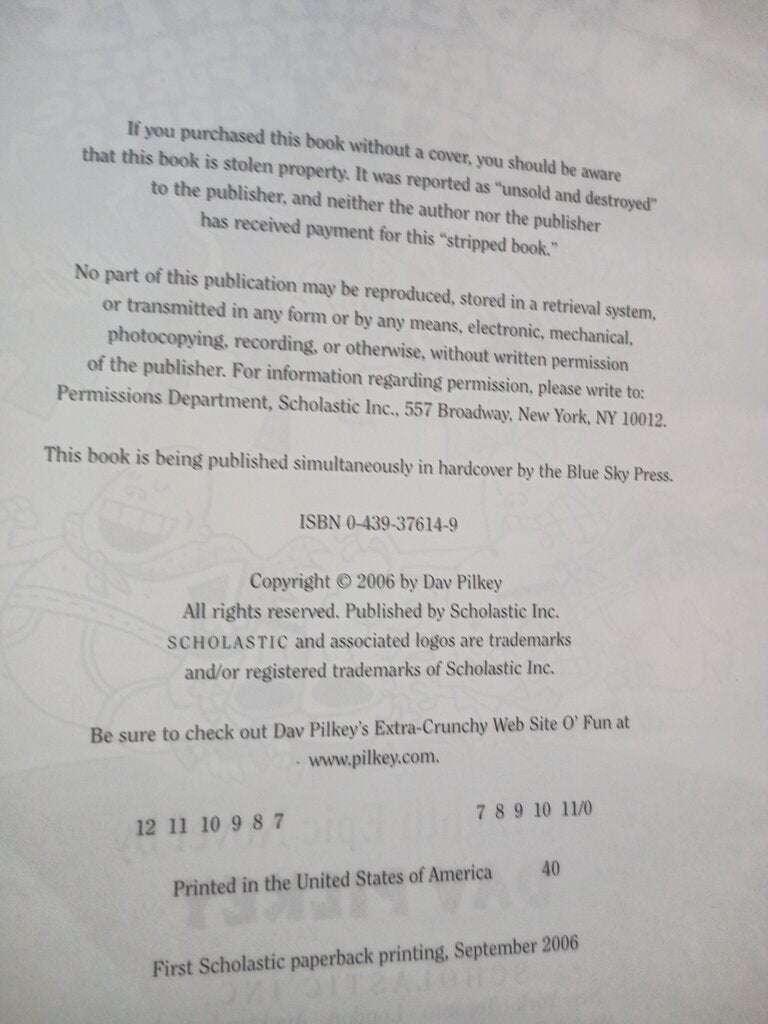 If you purchased this book without a cover, you should be aware
that this book is stolen property. It was reported as “unsold and destroyed”
to the publisher, and neither the author nor the publisher
has received payment for this “stripped book.”
No part of this publication may be reproduced, stored in a retrieval system,
or transmitted in any form or by any means, electronic, mechanical,
photocopying, recording, or otherwise, without written permission
of the publisher. For information regarding permission, please write to:
Permissions Department, Scholastic Inc., 557 Broadway, New York, NY 10012.
This book is being published simultaneously in hardcover by the Blue Sky Press.
ISBN 0-439-37614-9
Copyright © 2006 by Dav Pilkey
All rights reserved. Published by Scholastic Inc.
SCHOLASTIC and associated logos are trademarks
and/or registered trademarks of Scholastic Inc.
Be sure to check out Dav Pilkey’s Extra-Crunchy Web Site O’ Fun at
www.pilkey.com.
12 11 10 9 8 7 7 8 9 10 11/0
Printed in the United States of America 40
First Scholastic paperback printing, September 2006